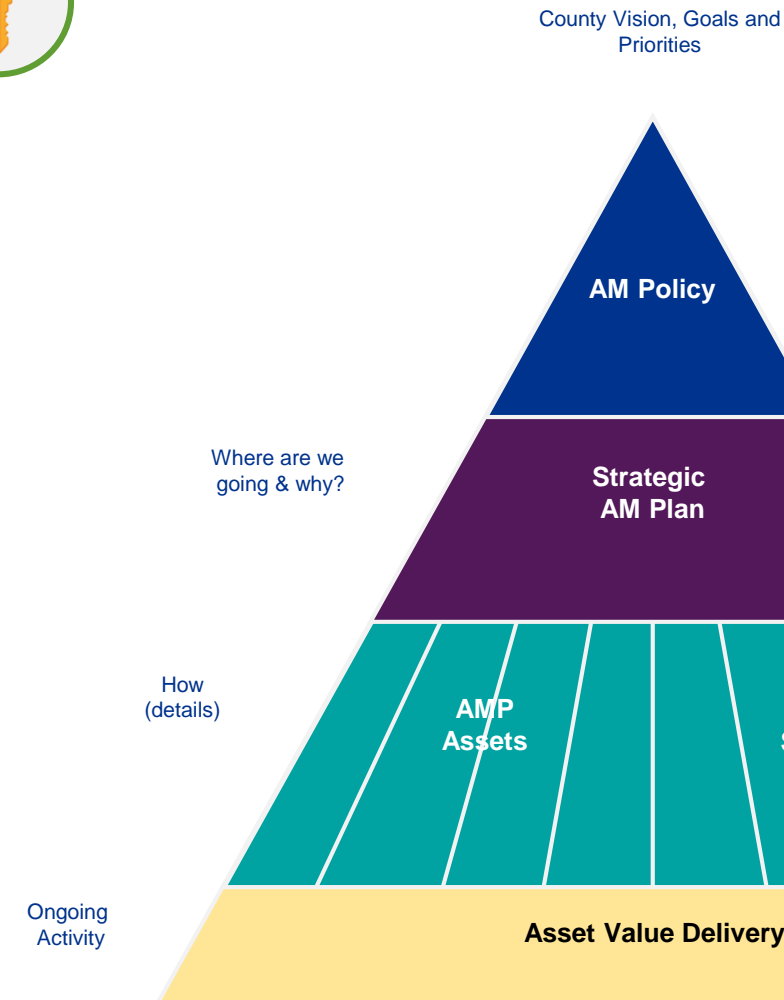 County Vision, Goals and
Priorities
AM Policy
Where are we
going & why?
Strategic
AM Plan
How
(details)
AMP
Assets
Ongoing
Activity
Asset Value Delivery